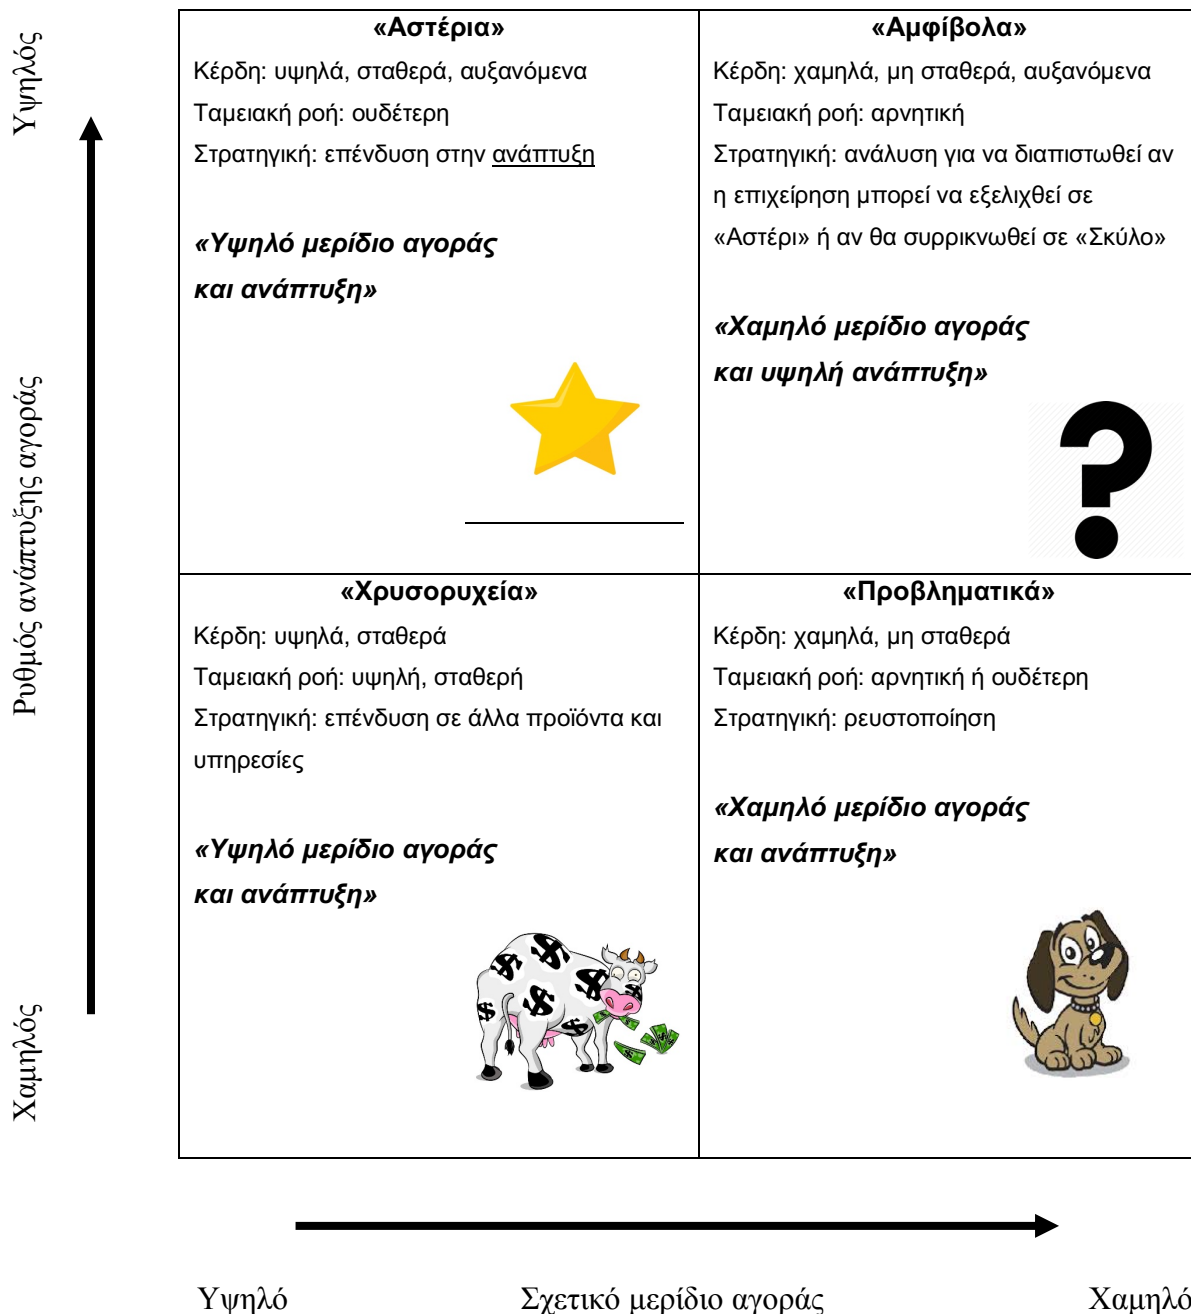 Υψηλός
Ρυθμός ανάπτυξης αγοράς
Χαμηλός
«Αστέρια»
Κέρδη: υψηλά, σταθερά, αυξανόμενα
Ταμειακή ροή: ουδέτερη
Στρατηγική: επένδυση στην ανάπτυξη
«Υψηλό μερίδιο αγοράς
και ανάπτυξη»
«Αμφίβολα»
Κέρδη: χαμηλά, μη σταθερά, αυξανόμενα
Ταμειακή ροή: αρνητική
Στρατηγική: ανάλυση για να διαπιστωθεί αν
η επιχείρηση μπορεί να εξελιχθεί σε
«Αστέρι» ή αν θα συρρικνωθεί σε «Σκύλο»
«Χαμηλό μερίδιο αγοράς
και υψηλή ανάπτυξη»
?
«Χρυσορυχεία»
Κέρδη: υψηλά, σταθερά
Ταμειακή ροή: υψηλή, σταθερή
Στρατηγική: επένδυση σε άλλα προϊόντα και
υπηρεσίες
«Υψηλό μερίδιο αγοράς
και ανάπτυξη»
«Προβληματικά»
Κέρδη: χαμηλά, μη σταθερά
Ταμειακή ροή: αρνητική ή ουδέτερη
Στρατηγική: ρευστοποίηση
«Χαμηλό μερίδιο αγοράς
και ανάπτυξη»
Υψηλό
Σχετικό μερίδιο αγοράς
Χαμηλό